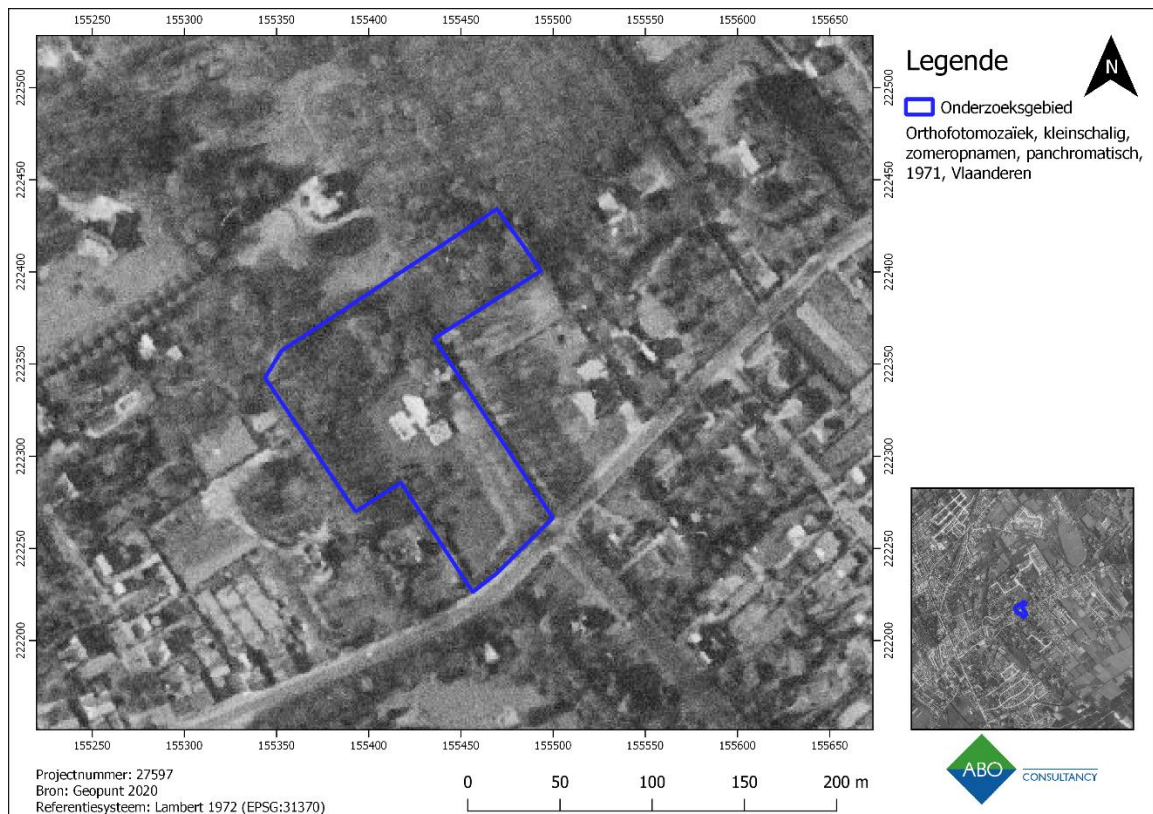 155250 155300 155350 155400 155450 155500 155550 155600 155650
222500
222450
222400
222350
222300
222250
222200
222500
222450
222400
222350
222300
222250
222200
155250 155300 155350 155400 155450 155500 155550 155600 155650
Legende
N
Onderzoeksgebied
Orthofotomozaïek, kleinschalig,
zomeropnamen, panchromatisch,
1971, Vlaanderen
Projectnummer: 27597
Bron: Geopunt 2020
Referentiesysteem: Lambert 1972 (EPSG:31370)
0 50 100 150 200 m
ABO
CONSULTANCY